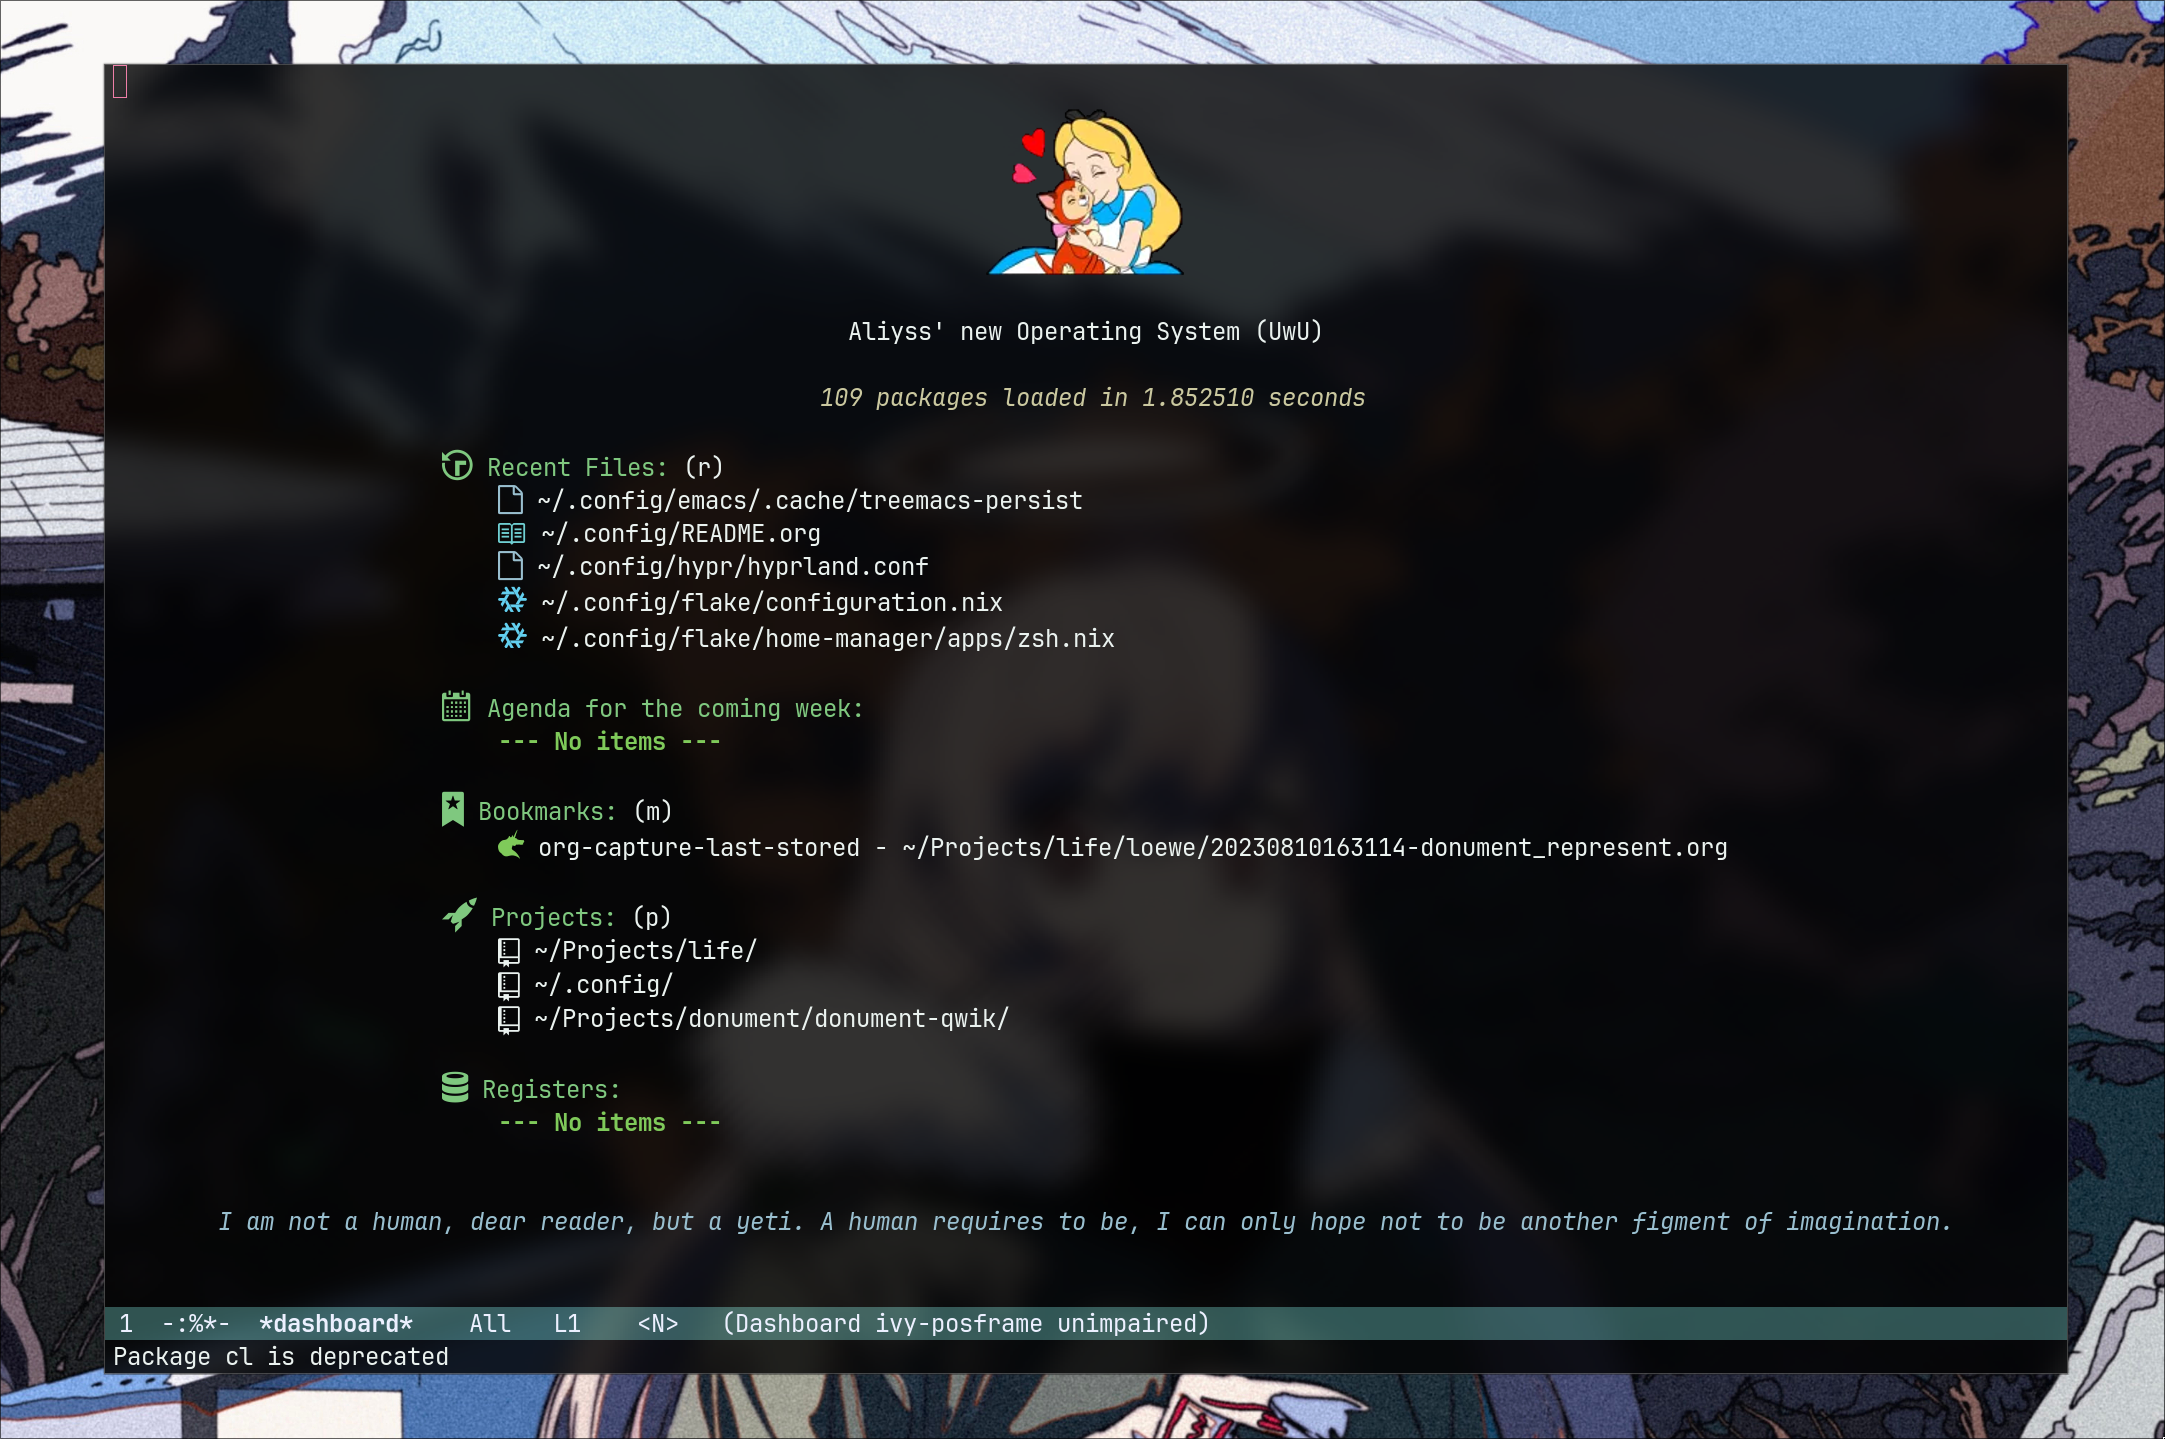 Aliyss' new Operating System (UwU)
109 packages loaded in 1.852510 seconds
Recent Files: (r)
~/.config/emacs/.cache/treemacs-persist
~/.config/README.org
~/.config/hypr/hyprland.conf
~/.config/flake/configuration.nix
~/.config/flake/home-manager/apps/zsh.nix
Agenda for the coming week:
--- No items ---
Bookmarks: (m)
org-capture-last-stored - ~/Projects/life/loewe/20230810163114-donument_represent.org
Projects: (p)
~/Projects/life/
~/.config/
~/Projects/donument/donument-qwik/
Registers:
--- No items ---
I am not a human, dear reader, but a yeti. A human requires to be, I can only hope not to be another figment of imagination.
1 -:%*- *dashboard* All L1 <N> (Dashboard ivy-posframe unimpaired)
Package cl is deprecated